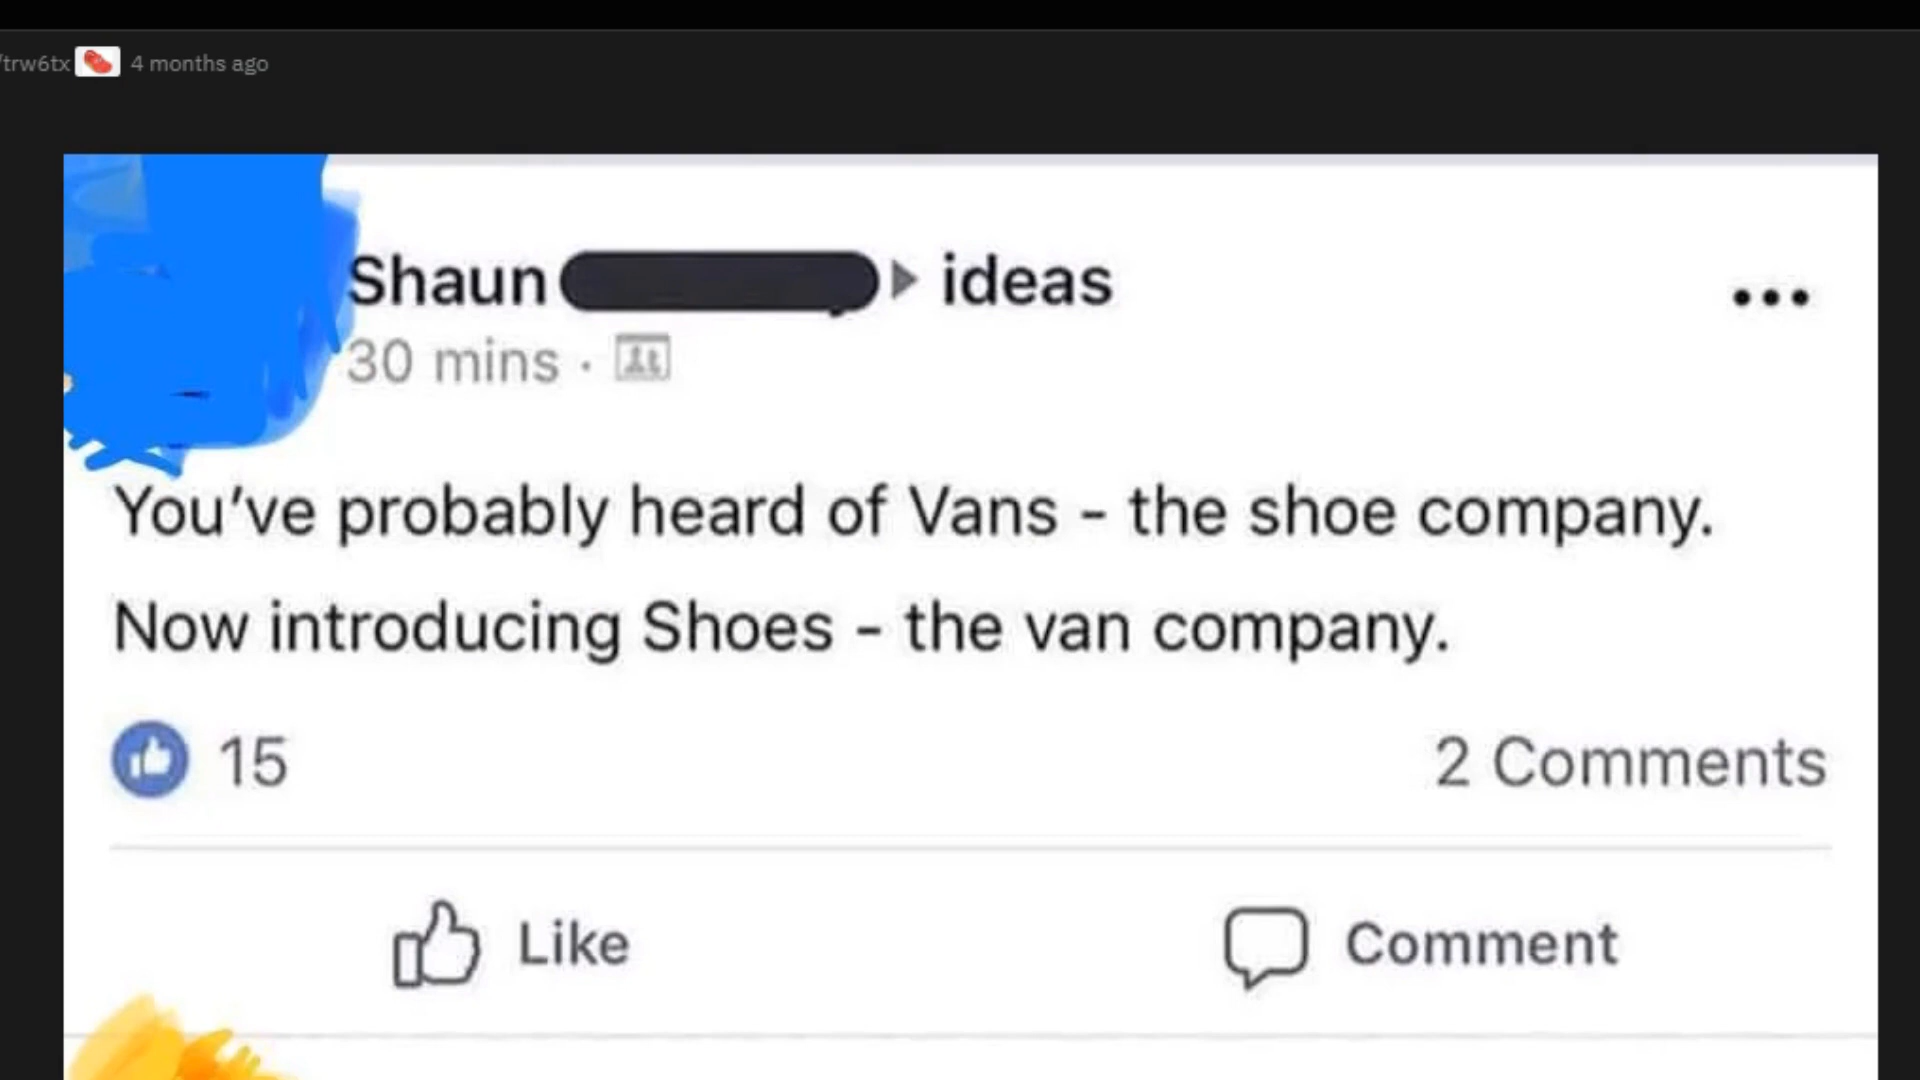 /trw6tx 4 months ago
Shaun ideas
30 mins ·
You've probably heard of Vans - the shoe company.
Now introducing Shoes - the van company.
15 2 Comments
Like Comment